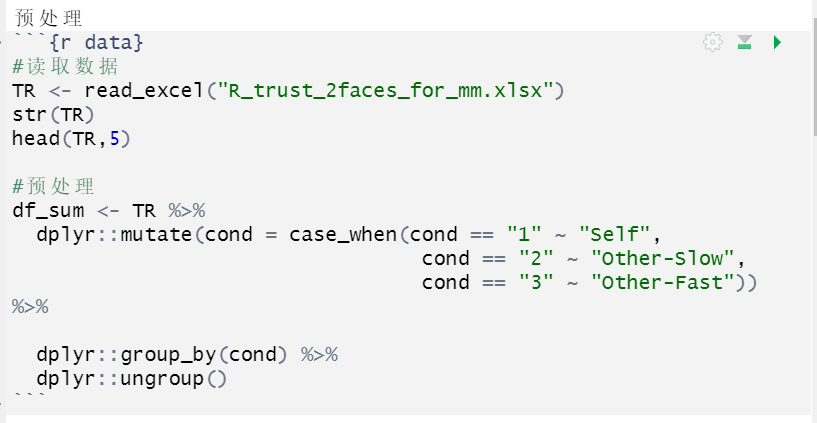 预处理
```{r data}
#读取数据
TR <- read_excel("R_trust_2faces_for_mm.xlsx")
str(TR)
head(TR,5)
#预处理
df_sum <- TR %>%
  dplyr::mutate(cond = case_when(cond == "1" ~ "Self",
                                 cond == "2" ~ "Other-Slow",
                                 cond == "3" ~ "Other-Fast"))
%>%
  dplyr::group_by(cond) %>%
  dplyr::ungroup()
```